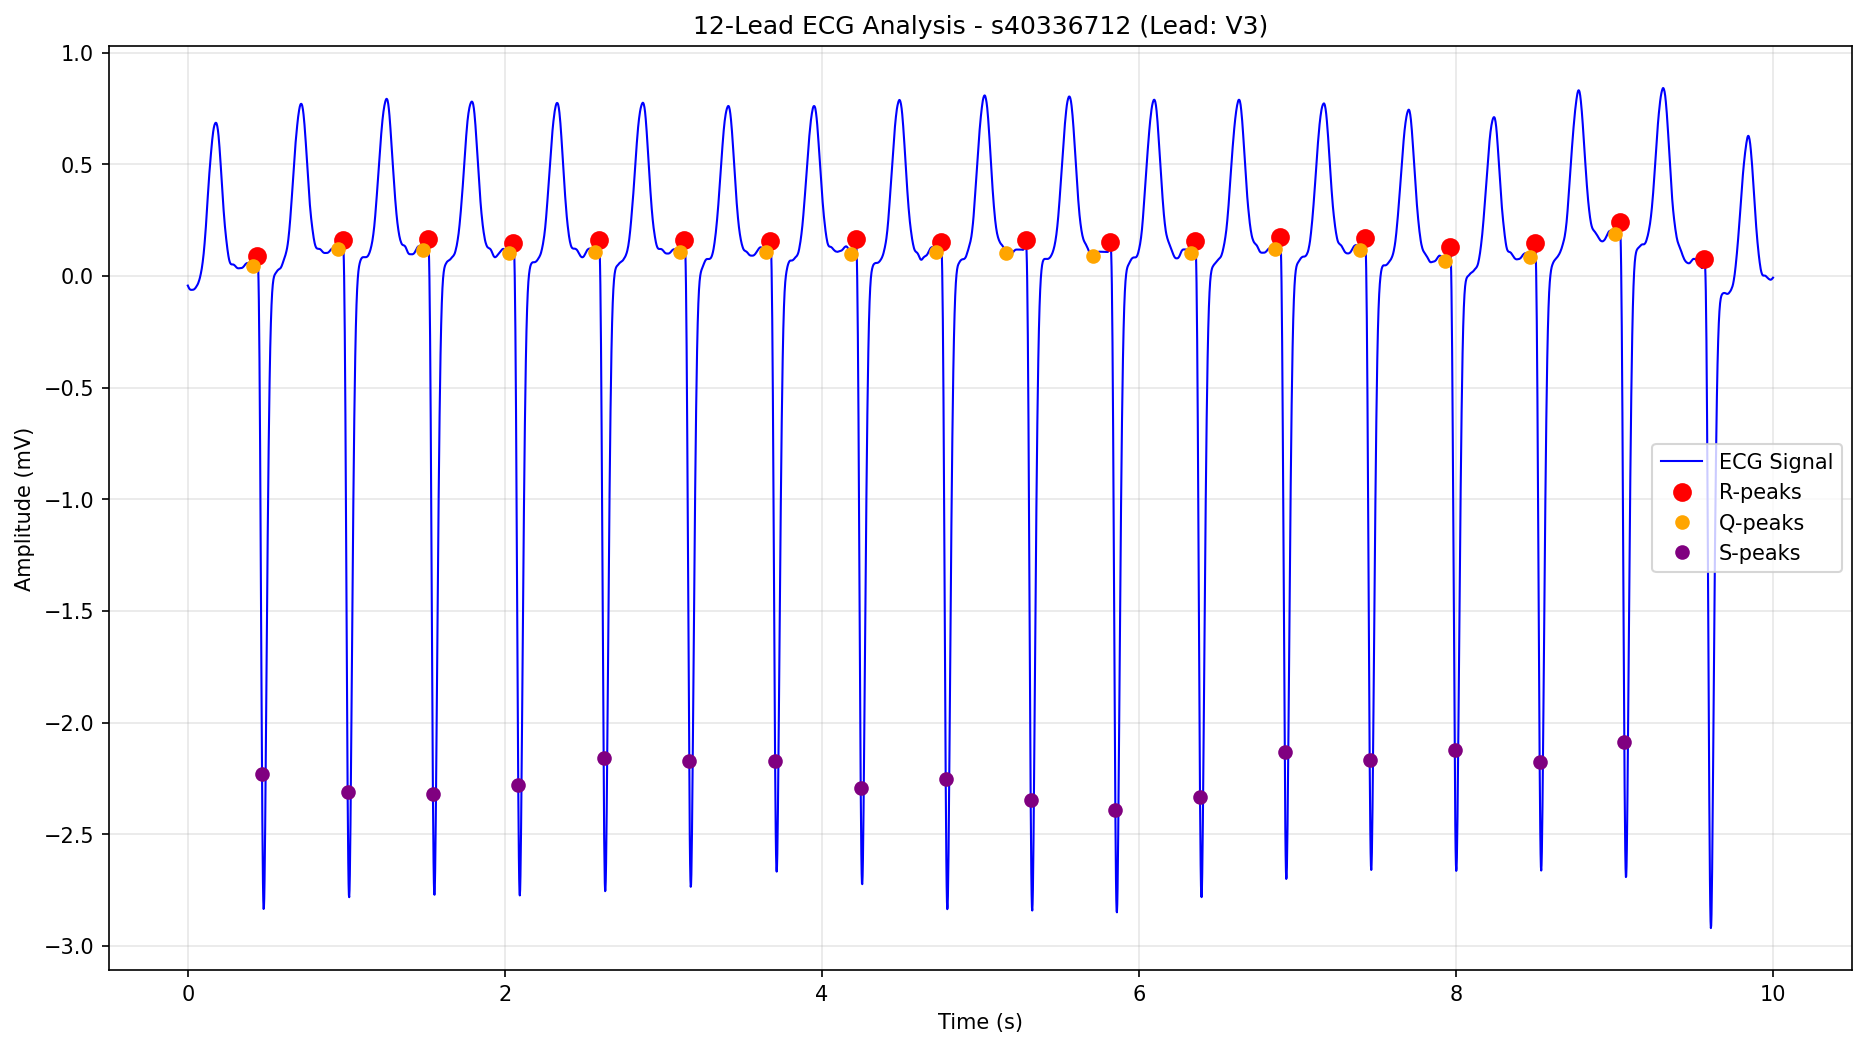 12-Lead ECG Analysis - s40336712 (Lead: V3)
1.0
0.5
0.0
−0.5
−1.0
−1.5
−2.0
−2.5
−3.0
Amplitude (mV)
ECG Signal
R-peaks
Q-peaks
S-peaks
0 2 4 6 8 10
Time (s)